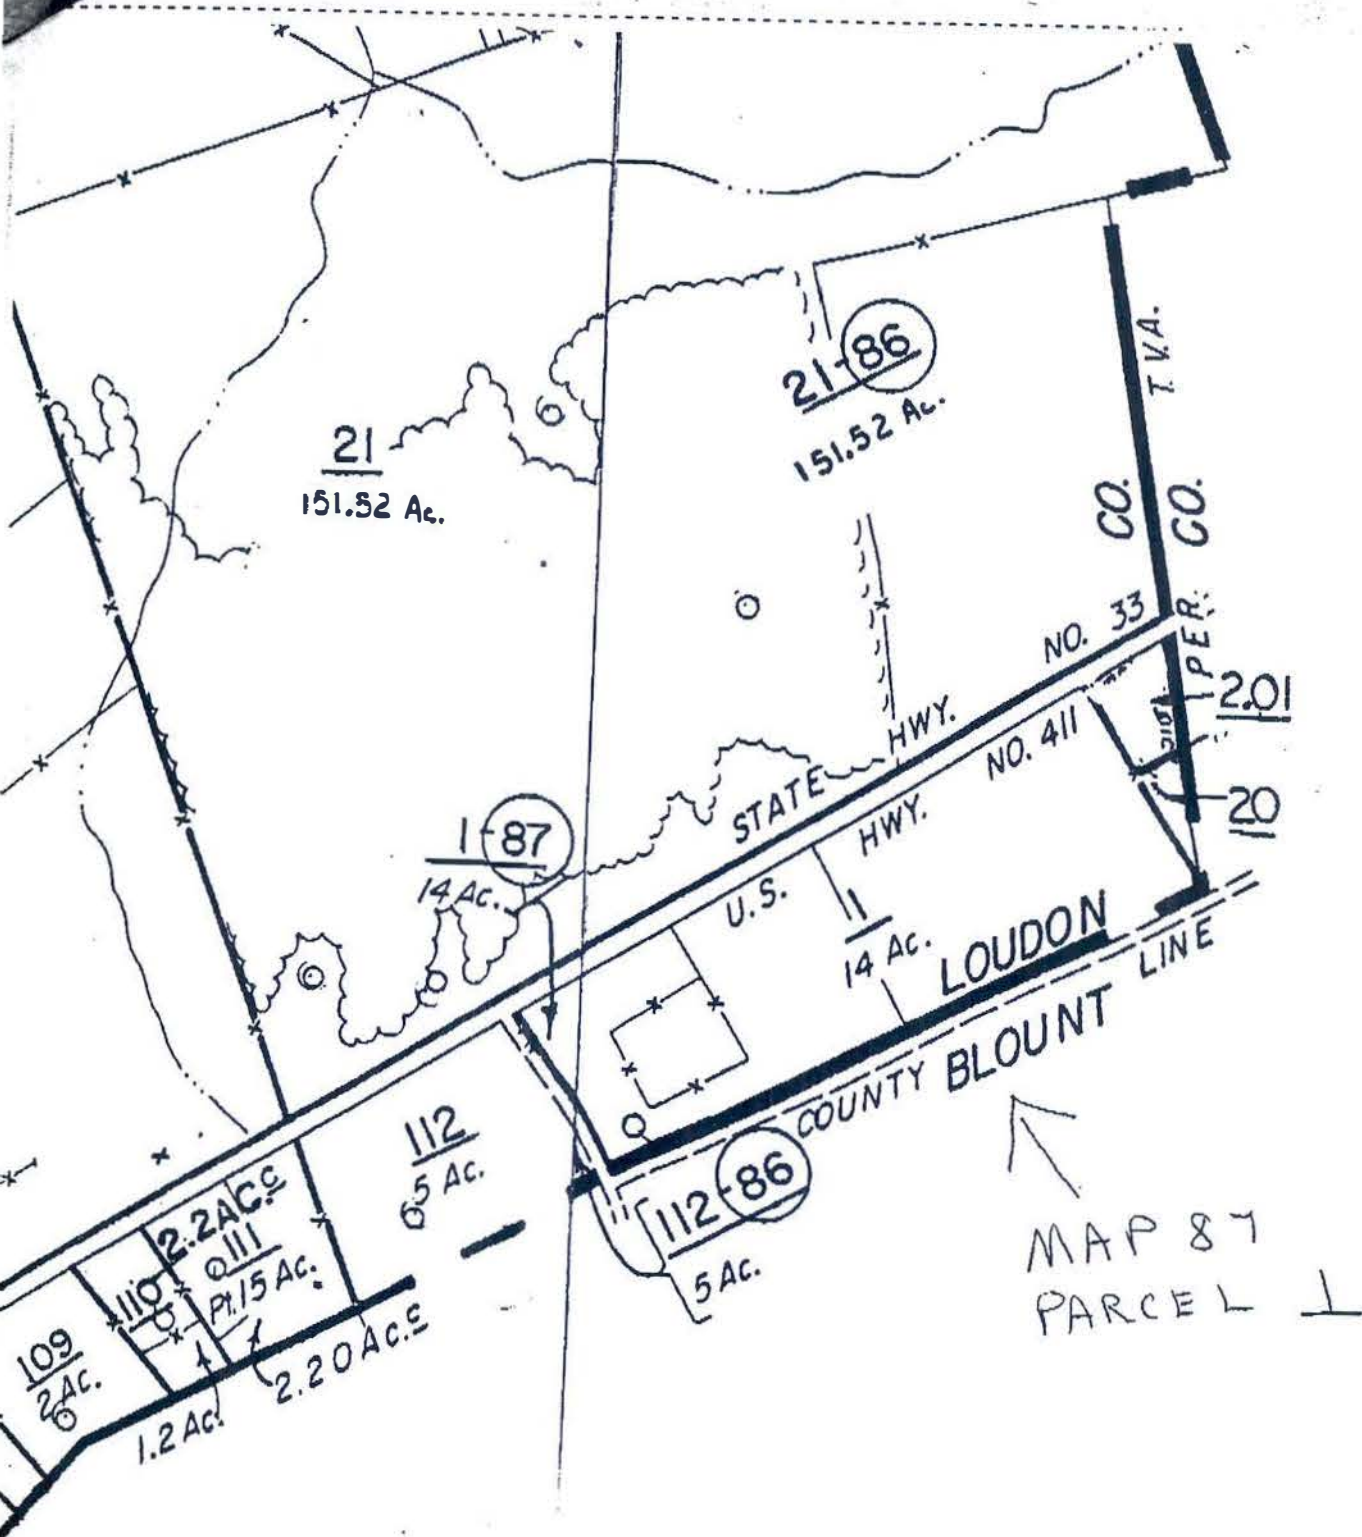 21-86
151.52 Ac.
T.V.A.
21
151.52 Ac.
CO.
CO.
PER.
STATE HWY. NO. 33
U.S. HWY. NO. 411
2.01
20
1-87
14 Ac.
1
14 Ac.
LOUDON
COUNTY LINE
BLOUNT
112
5 Ac.
112-86
5 Ac.
MAP 87
PARCEL 1
2.2AC.C
111
Pt.15 Ac.
110
109
2 Ac.
2.20 Ac.C
1.2 Ac.